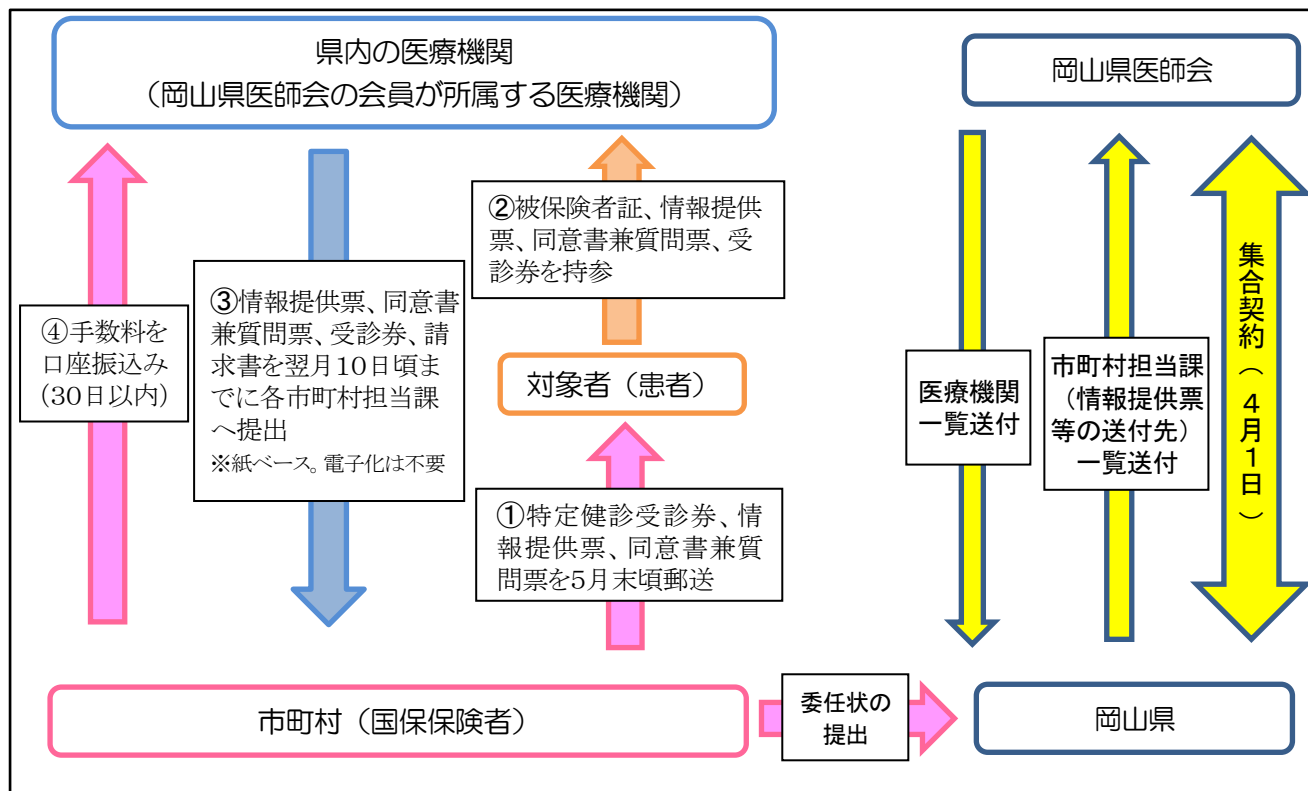 県内の医療機関
（岡山県医師会の会員が所属する医療機関）
岡山県医師会
②被保険者証、情報提供
票、同意書兼質問票、受
診券を持参
④手数料を
口座振込み
(30日以内)
③情報提供票、同意書
兼質問票、受診券、請
求書を翌月10日頃ま
でに各市町村担当課
へ提出
※紙ベース。電子化は不要
対象者（患者）
①特定健診受診券、情
報提供票、同意書兼質
問票を5月末頃郵送
医療機関
一覧送付
市町村担当課
（情報提供票
等の送付先）
一覧送付
集合契約（４月１日）
市町村（国保保険者）
委任状の
提出
岡山県